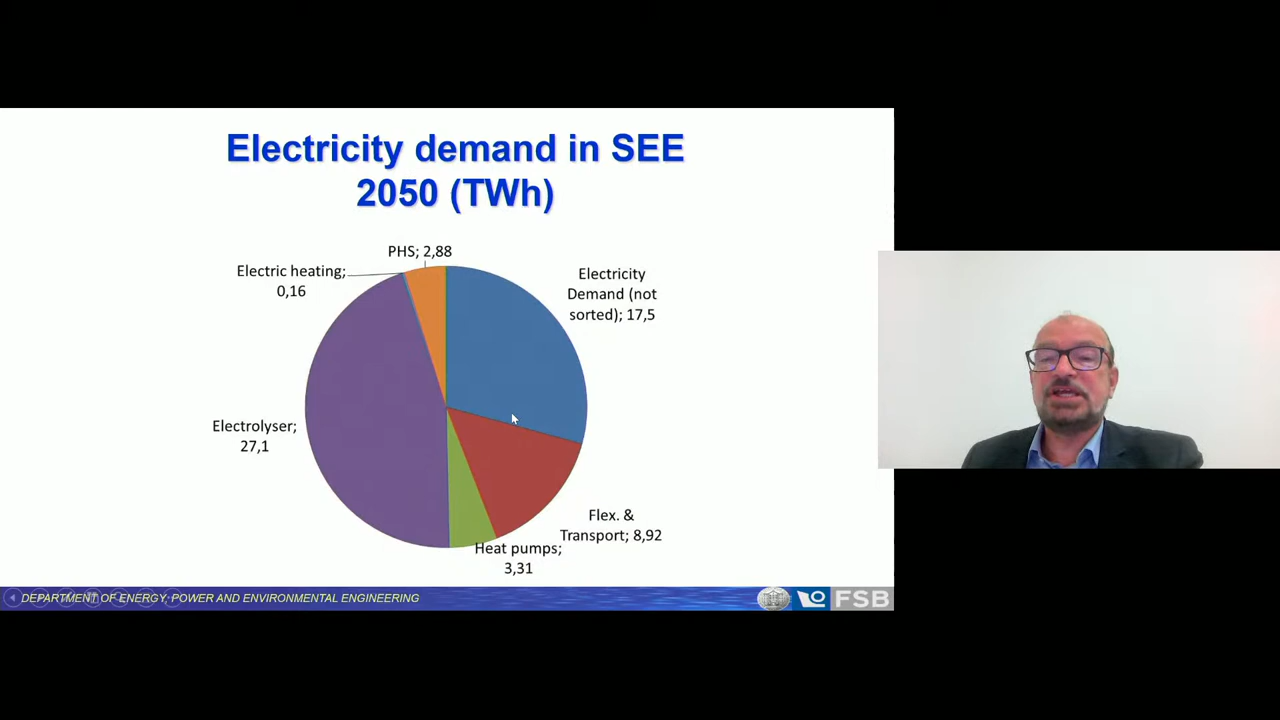 Electricity demand in SEE
2050 (TWh)
PHS; 2,88
Electric heating;
0,16
Electricity
Demand (not
sorted); 17,5
Electrolyser;
27,1
Flex. &
Transport; 8,92
Heat pumps;
3,31
DEPARTMENT OF ENERGY, POWER AND ENVIRONMENTAL ENGINEERING
FSB